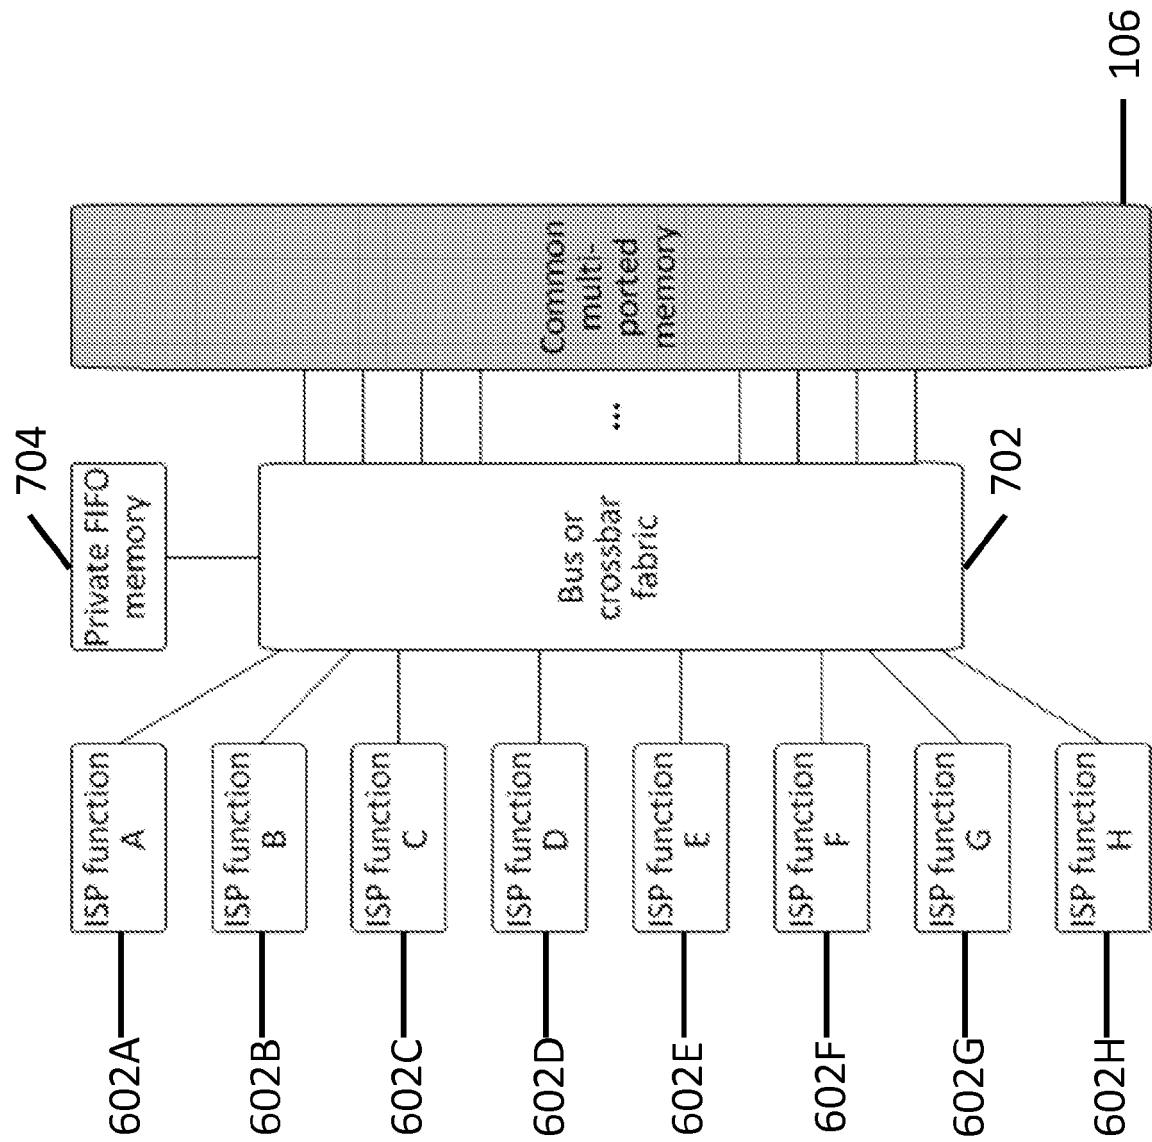 602A
ISP function
A
602B
ISP function
B
602C
ISP function
C
602D
ISP function
D
602E
ISP function
E
602F
ISP function
F
602G
ISP function
G
602H
ISP function
H
704
Private FIFO
memory
Bus or
crossbar
fabric
702
...
Common
multi-
ported
memory
106